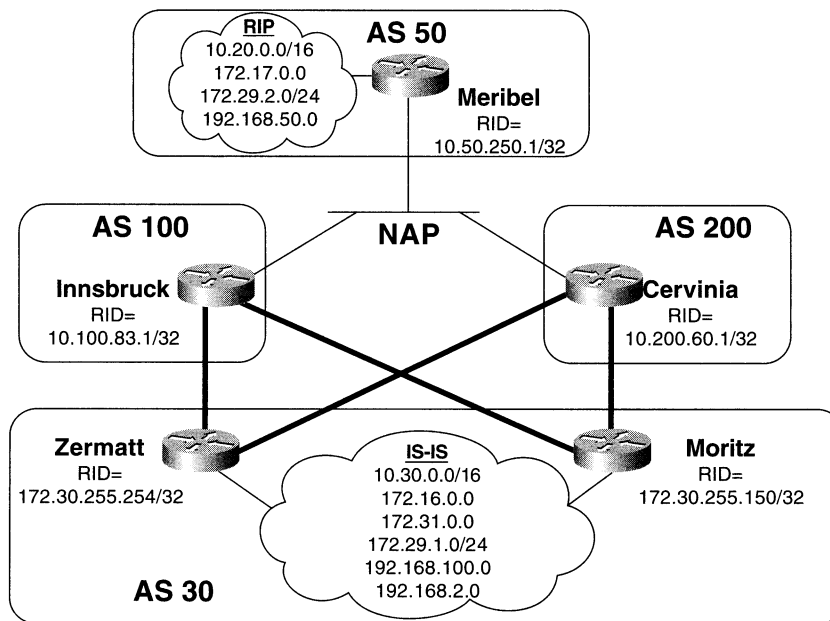 RIP
10.20.0.0/16
172.17.0.0
172.29.2.0/24
192.168.50.0
AS 50
Meribel
RID=
10.50.250.1/32
AS 100
Innsbruck
RID=
10.100.83.1/32
NAP
AS 200
Cervinia
RID=
10.200.60.1/32
Zermatt
RID=
172.30.255.254/32
IS-IS
10.30.0.0/16
172.16.0.0
172.31.0.0
172.29.1.0/24
192.168.100.0
192.168.2.0
Moritz
RID=
172.30.255.150/32
AS 30